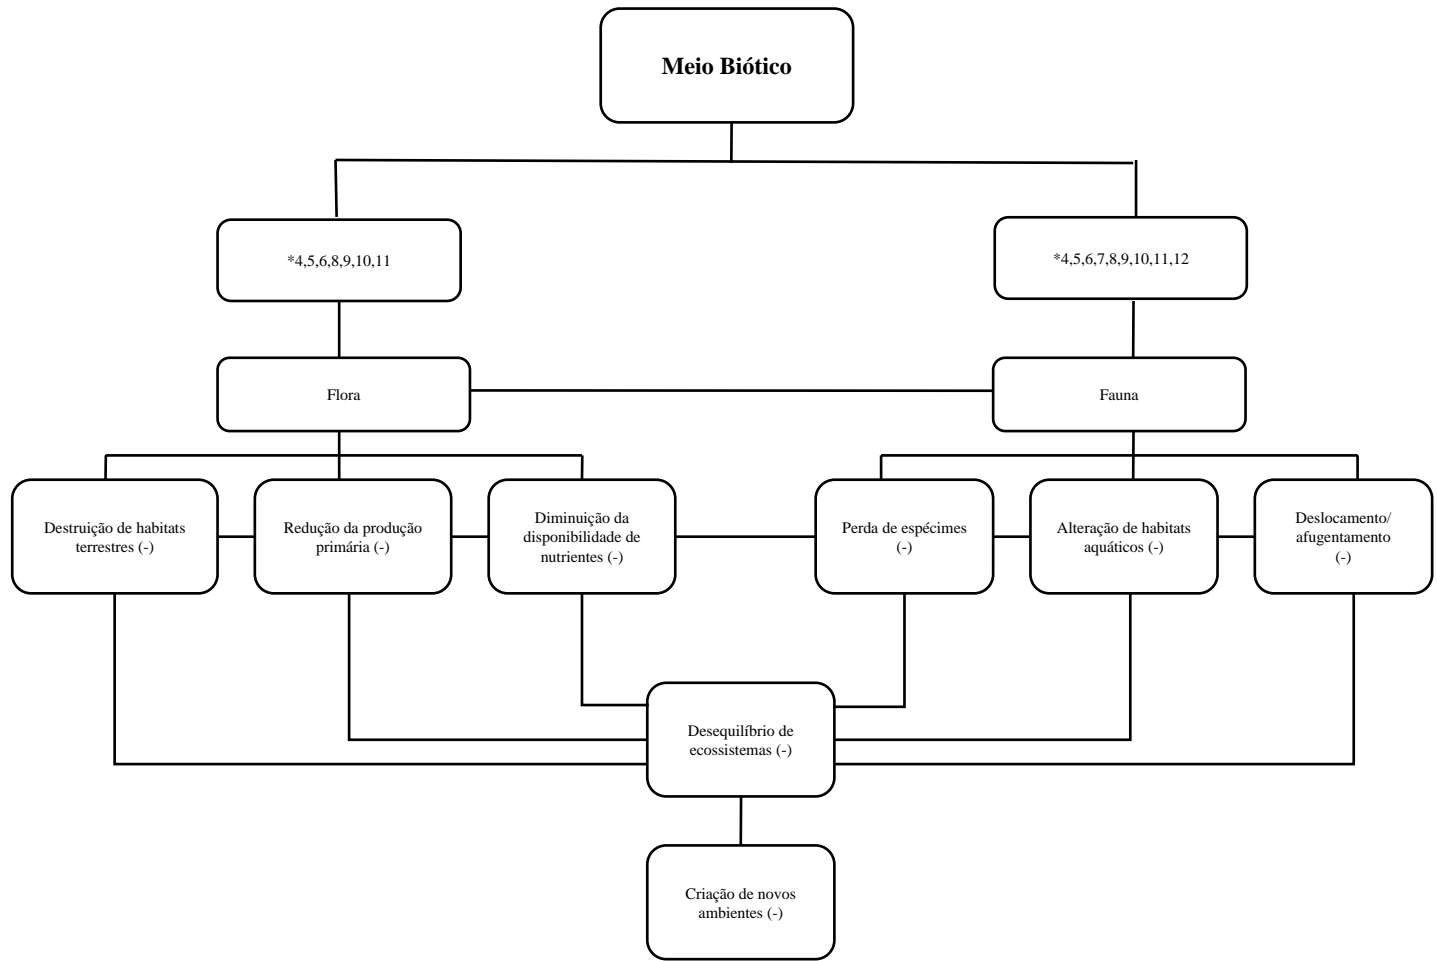 Meio Biótico
*4,5,6,8,9,10,11
*4,5,6,7,8,9,10,11,12
Flora
Fauna
Destruição de habitats
terrestres (-)
Redução da produção
primária (-)
Diminuição da
disponibilidade de
nutrientes (-)
Perda de espécimes
(-)
Alteração de habitats
aquáticos (-)
Deslocamento/
afugentamento
(-)
Desequilíbrio de
ecossistemas (-)
Criação de novos
ambientes (-)